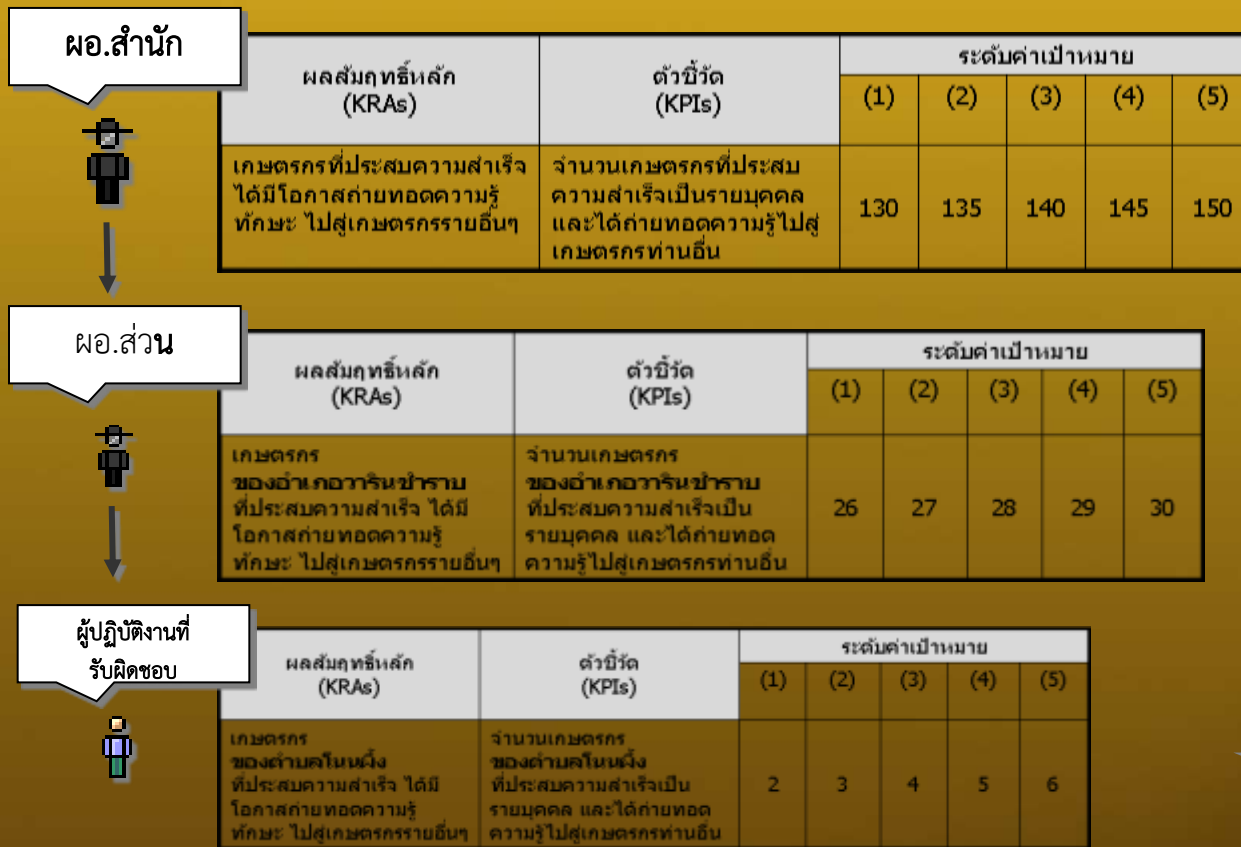 ผอ.สำนัก
ผลสัมฤทธิ์หลัก
(KRAs)
ตัวชี้วัด
(KPIs)
ระดับค่าเป้าหมาย
(1) (2) (3) (4) (5)
เกษตรกรที่ประสบความสำเร็จ
ได้มีโอกาสถ่ายทอดความรู้
ทักษะ ไปสู่เกษตรกรรายอื่นๆ
จำนวนเกษตรกรที่ประสบ
ความสำเร็จเป็นรายบุคคล
และได้ถ่ายทอดความรู้ไปสู่
เกษตรกรท่านอื่น
130 135 140 145 150
ผอ.ส่วน
ผลสัมฤทธิ์หลัก
(KRAs)
ตัวชี้วัด
(KPIs)
ระดับค่าเป้าหมาย
(1) (2) (3) (4) (5)
เกษตรกร
ของอำเภอวารินชำราบ
ที่ประสบความสำเร็จ ได้มี
โอกาสถ่ายทอดความรู้
ทักษะ ไปสู่เกษตรกรรายอื่นๆ
จำนวนเกษตรกร
ของอำเภอวารินชำราบ
ที่ประสบความสำเร็จเป็น
รายบุคคล และได้ถ่ายทอด
ความรู้ไปสู่เกษตรกรท่านอื่น
26 27 28 29 30
ผู้ปฏิบัติงานที่
รับผิดชอบ
ผลสัมฤทธิ์หลัก
(KRAs)
ตัวชี้วัด
(KPIs)
ระดับค่าเป้าหมาย
(1) (2) (3) (4) (5)
เกษตรกร
ของตำบลโนนผึ้ง
ที่ประสบความสำเร็จ ได้มี
โอกาสถ่ายทอดความรู้
ทักษะ ไปสู่เกษตรกรรายอื่นๆ
จำนวนเกษตรกร
ของตำบลโนนผึ้ง
ที่ประสบความสำเร็จเป็น
รายบุคคล และได้ถ่ายทอด
ความรู้ไปสู่เกษตรกรท่านอื่น
2 3 4 5 6